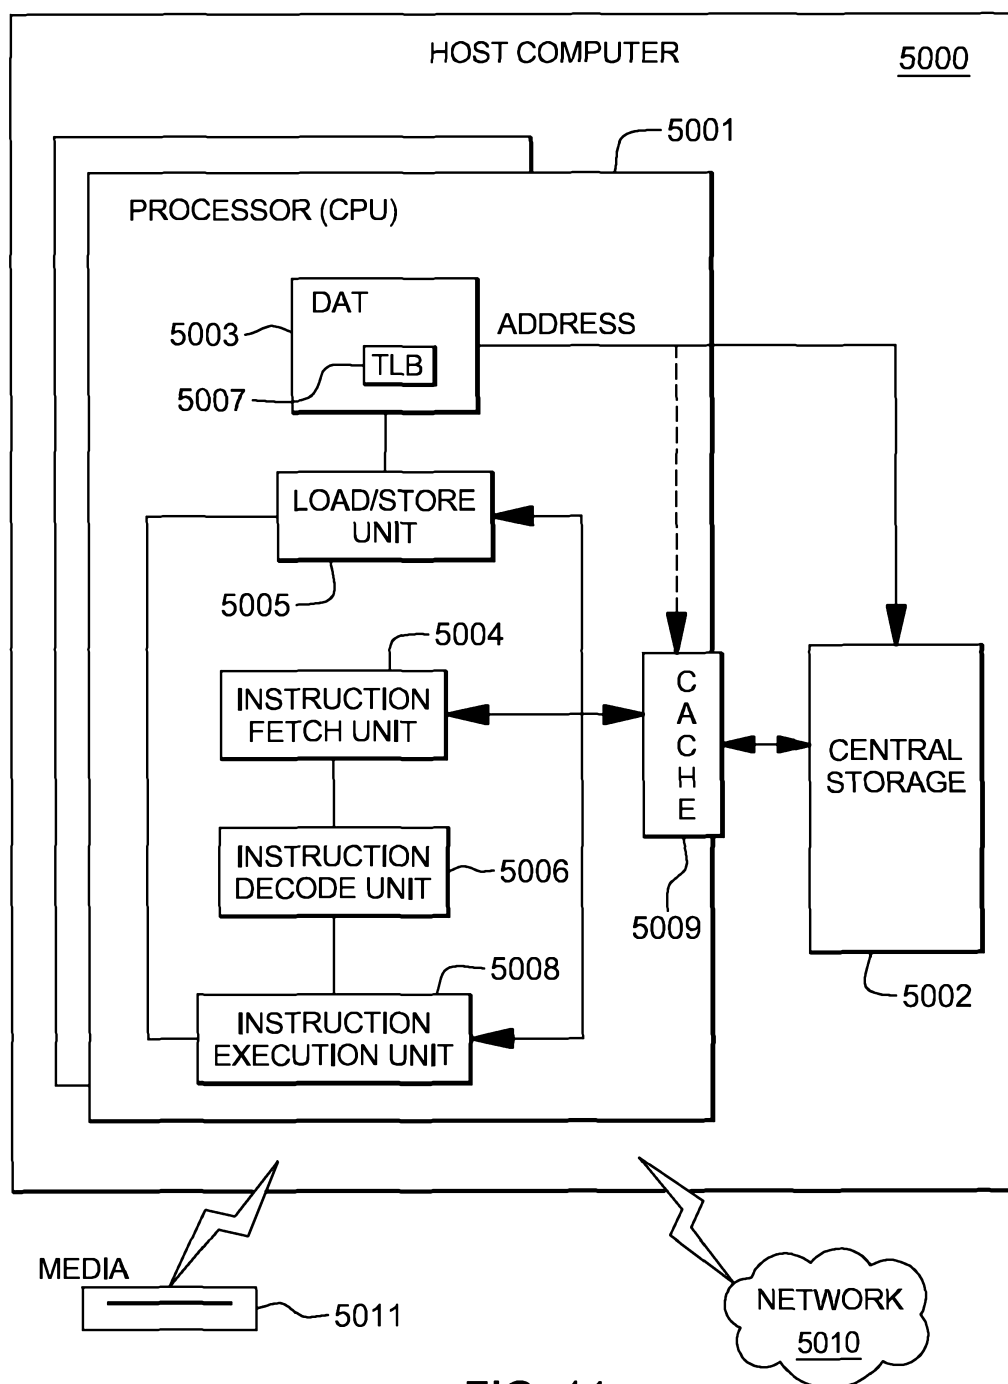 HOST COMPUTER
5000
5001
PROCESSOR (CPU)
DAT
5003
ADDRESS
TLB
5007
LOAD/STORE
UNIT
5005
5004
INSTRUCTION
FETCH UNIT
CACHE
CENTRAL
STORAGE
INSTRUCTION
DECODE UNIT
5006
5009
5008
5002
INSTRUCTION
EXECUTION UNIT
MEDIA
5011
NETWORK
5010